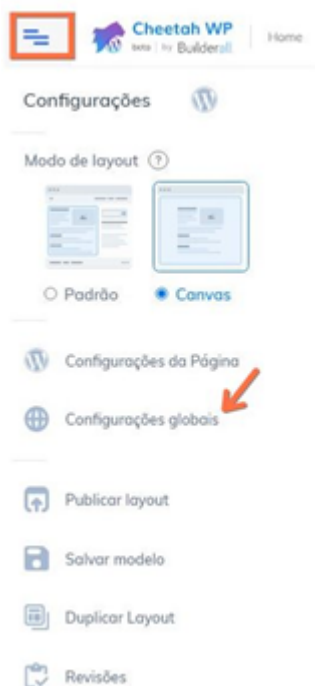 Cheetah WP
beta | by Builderall
Home
Configurações
Modo de layout ?
Padrão
Canvas
Configurações da Página
Configurações globais
Publicar layout
Salvar modelo
Duplicar Layout
Revisões